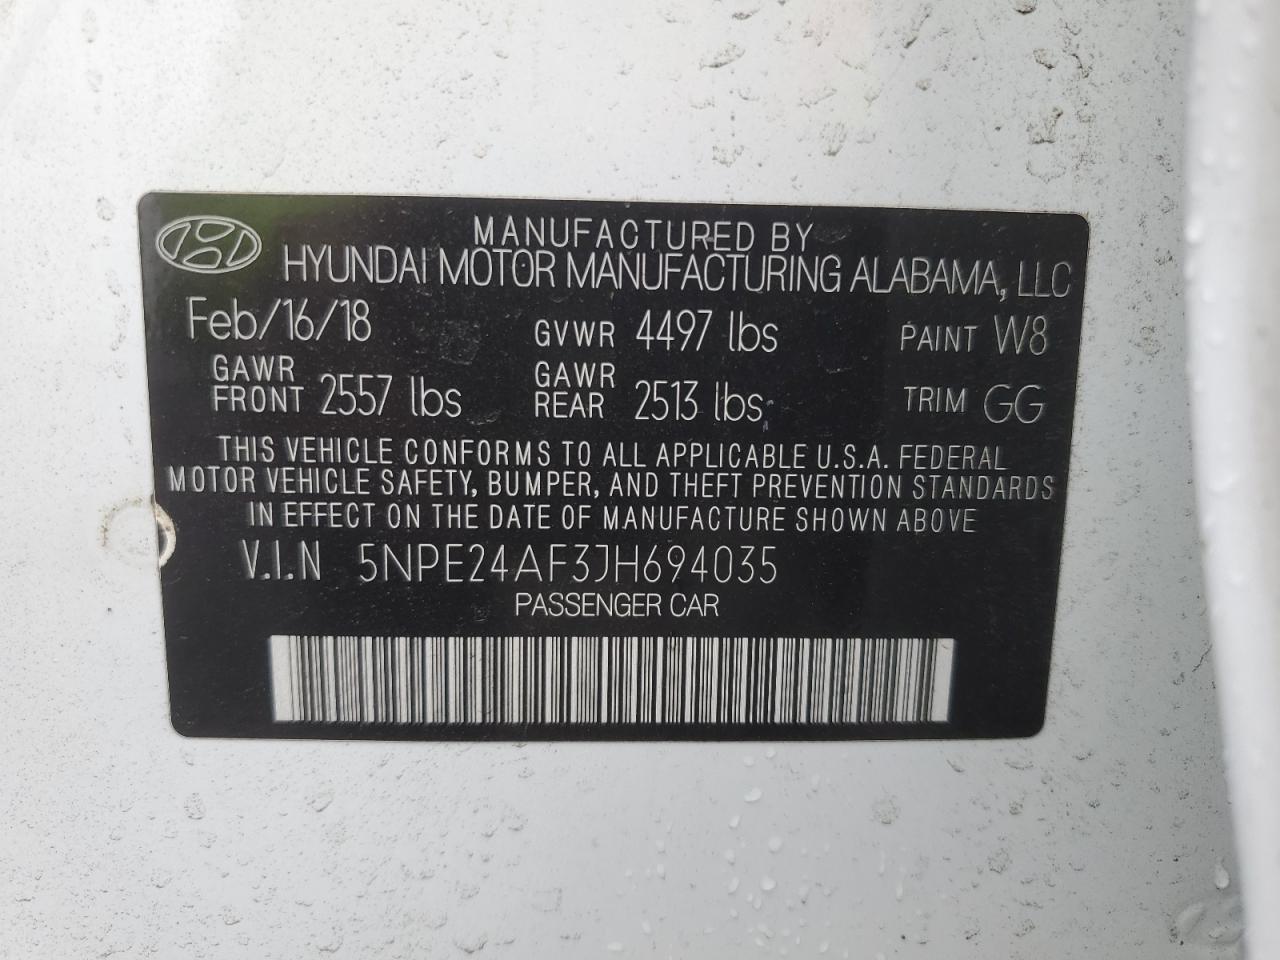 MANUFACTURED BY
HYUNDAI MOTOR MANUFACTURING ALABAMA, LLC
Feb/16/18 GVWR 4497 lbs PAINT W8
GAWR FRONT 2557 lbs GAWR REAR 2513 lbs TRIM GG
THIS VEHICLE CONFORMS TO ALL APPLICABLE U.S.A. FEDERAL
MOTOR VEHICLE SAFETY, BUMPER, AND THEFT PREVENTION STANDARDS
IN EFFECT ON THE DATE OF MANUFACTURE SHOWN ABOVE
V.I.N 5NPE24AF3JH694035
PASSENGER CAR